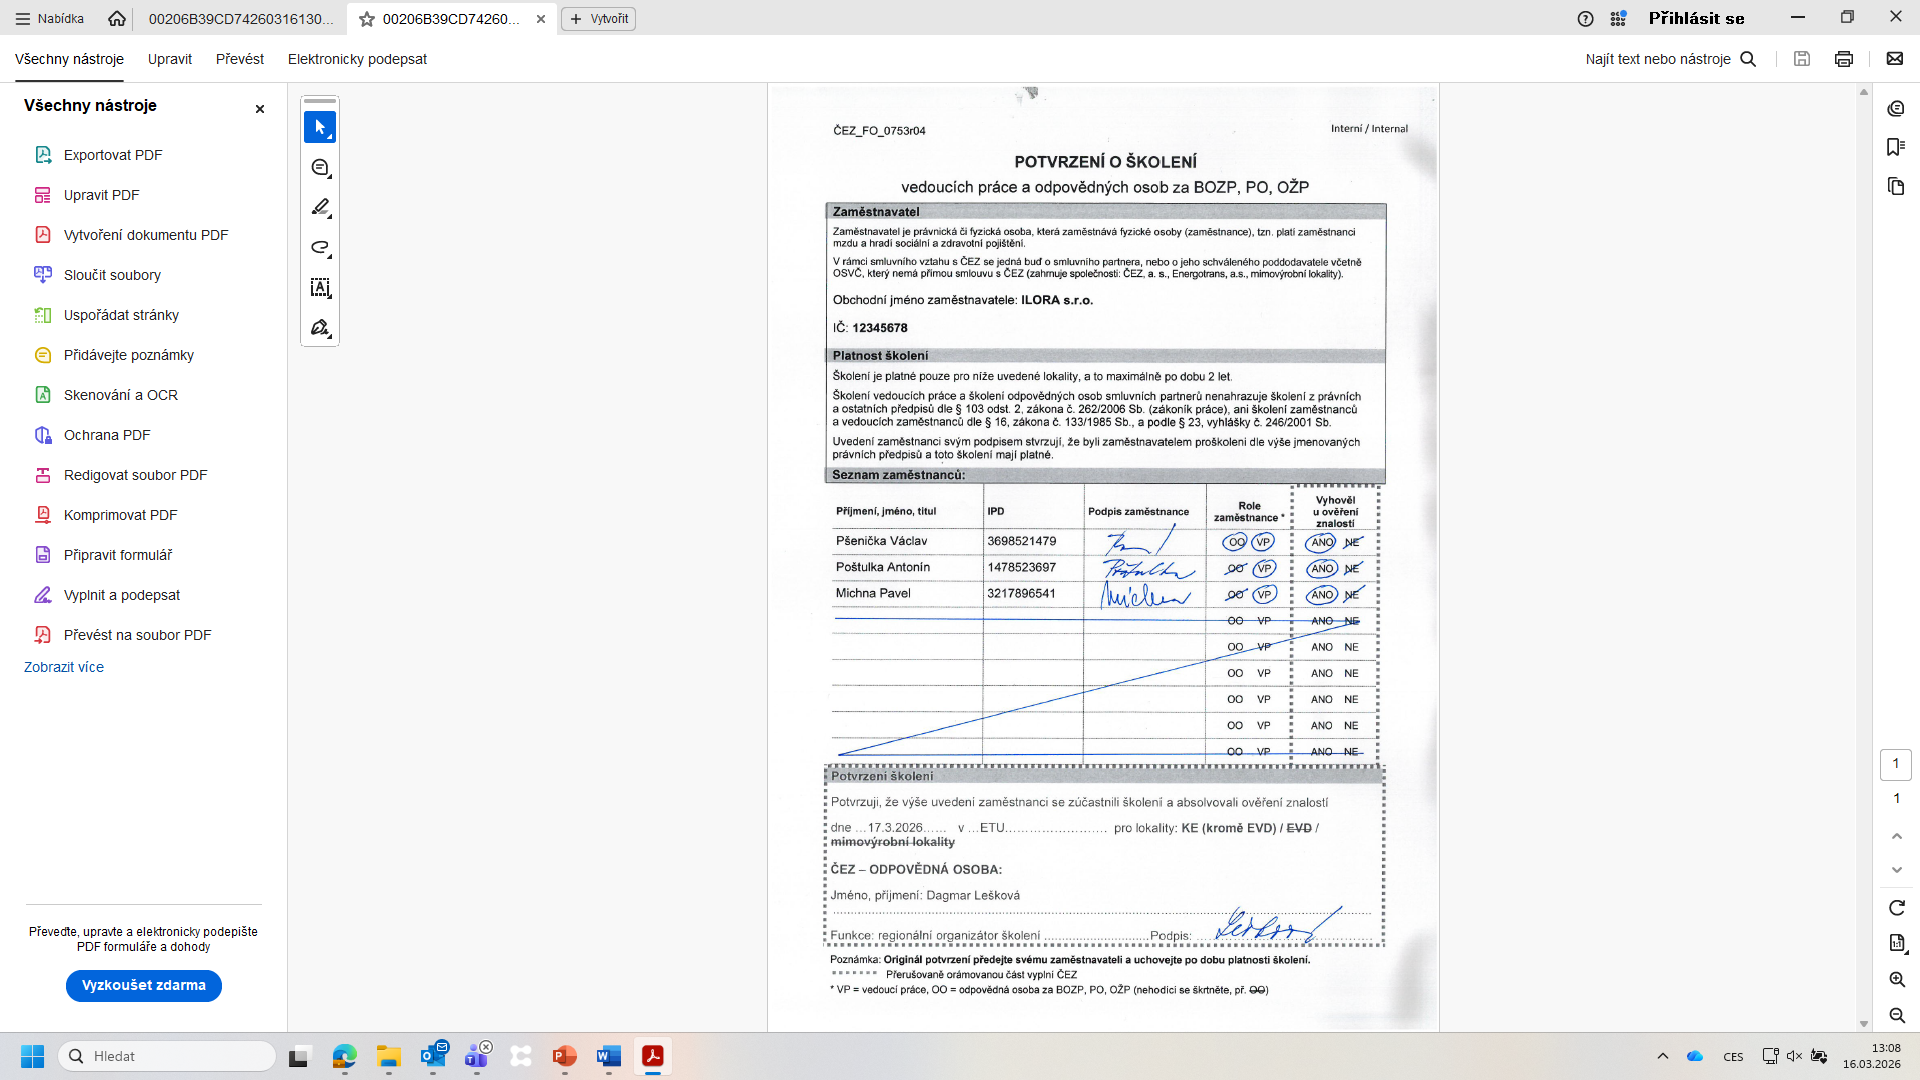 Nabídka
00206B39CD74260316130...
00206B39CD74260...
Vytvořit
Přihlásit se
Všechny nástroje
Upravit
Převést
Elektronicky podepsat
Najít text nebo nástroje
Všechny nástroje
Exportovat PDF
Upravit PDF
Vytvoření dokumentu PDF
Sloučit soubory
Uspořádat stránky
Přidávejte poznámky
Skenování a OCR
Ochrana PDF
Redigovat soubor PDF
Komprimovat PDF
Připravit formulář
Vyplnit a podepsat
Převést na soubor PDF
Zobrazit více
Převeďte, upravte a elektronicky podepište
PDF formuláře a dohody
Vyzkoušet zdarma
ČEZ_FO_0753r04
Interní / Internal
POTVRZENÍ O ŠKOLENÍ
vedoucích práce a odpovědných osob za BOZP, PO, OŽP
Zaměstnavatel
Zaměstnavatel je právnická či fyzická osoba, která zaměstnává fyzické osoby (zaměstnance), tzn. platí zaměstnanci
mzdu a hradí sociální a zdravotní pojištění.
V rámci smluvního vztahu s ČEZ se jedná buď o smluvního partnera, nebo o jeho schváleného poddodavatele včetně
OSVČ, který nemá přímou smlouvu s ČEZ (zahrnuje společnosti: ČEZ, a. s., Energotrans, a.s., mimovýrobní lokality).
Obchodní jméno zaměstnavatele: ILORA s.r.o.
IČ: 12345678
Platnost školení
Školení je platné pouze pro níže uvedené lokality, a to maximálně po dobu 2 let.
Školení vedoucích práce a školení odpovědných osob smluvních partnerů nenahrazuje školení z právních
a ostatních předpisů dle § 103 odst. 2, zákona č. 262/2006 Sb. (zákoník práce), ani školení zaměstnanců
a vedoucích zaměstnanců dle § 16, zákona č. 133/1985 Sb., a podle § 23, vyhlášky č. 246/2001 Sb.
Uvedení zaměstnanci svým podpisem stvrzují, že byli zaměstnavatelem proškoleni dle výše jmenovaných
právních předpisů a toto školení mají platné.
Seznam zaměstnanců:
Příjmení, jméno, titul IPD Podpis zaměstnance Role zaměstnance * Vyhověl u ověření znalostí
Pšenička Václav 3698521479 OO VP ANO NE
Poštulka Antonín 1478523697 Poštulka OO VP ANO NE
Michna Pavel 3217896541 Michna OO VP ANO NE
OO VP ANO NE
OO VP ANO NE
OO VP ANO NE
OO VP ANO NE
OO VP ANO NE
OO VP ANO NE
Potvrzení školení
Potvrzuji, že výše uvedení zaměstnanci se zúčastnili školení a absolvovali ověření znalostí
dne ...17.3.2026...... v ...ETU........................ pro lokality: KE (kromě EVD) / EVD /
mimovýrobní lokality
ČEZ – ODPOVĚDNÁ OSOBA:
Jméno, příjmení: Dagmar Lešková
Funkce: regionální organizátor školení ............................Podpis: Lešková
Poznámka: Originál potvrzení předejte svému zaměstnavateli a uchovejte po dobu platnosti školení.
Přerušovaně orámovanou část vyplní ČEZ
* VP = vedoucí práce, OO = odpovědná osoba za BOZP, PO, OŽP (nehodící se škrtněte, př. OO)
1
1
Hledat
CES
13:08
16.03.2026